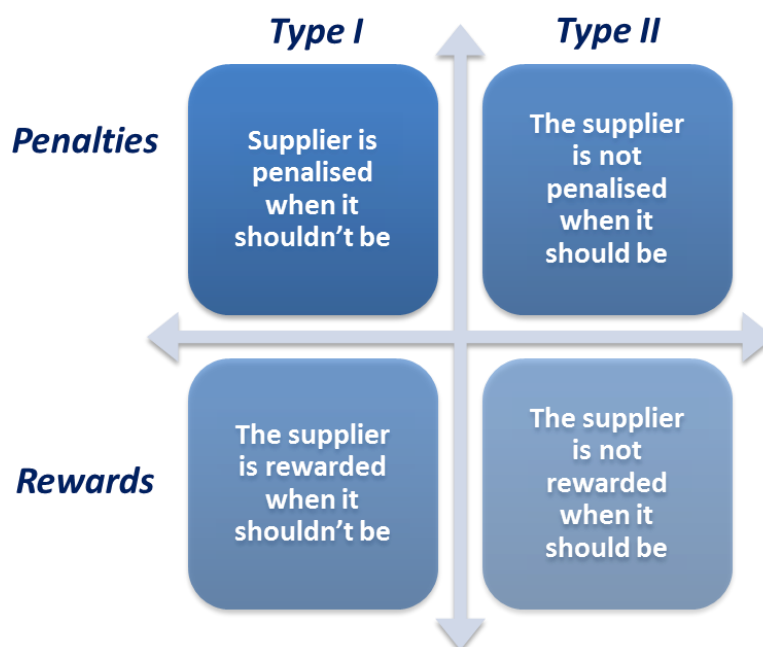 Type I
Type II
Penalties
Supplier is
penalised
when it
shouldn’t be
The supplier
is not
penalised
when it
should be
Rewards
The supplier
is rewarded
when it
shouldn’t be
The supplier
is not
rewarded
when it
should be